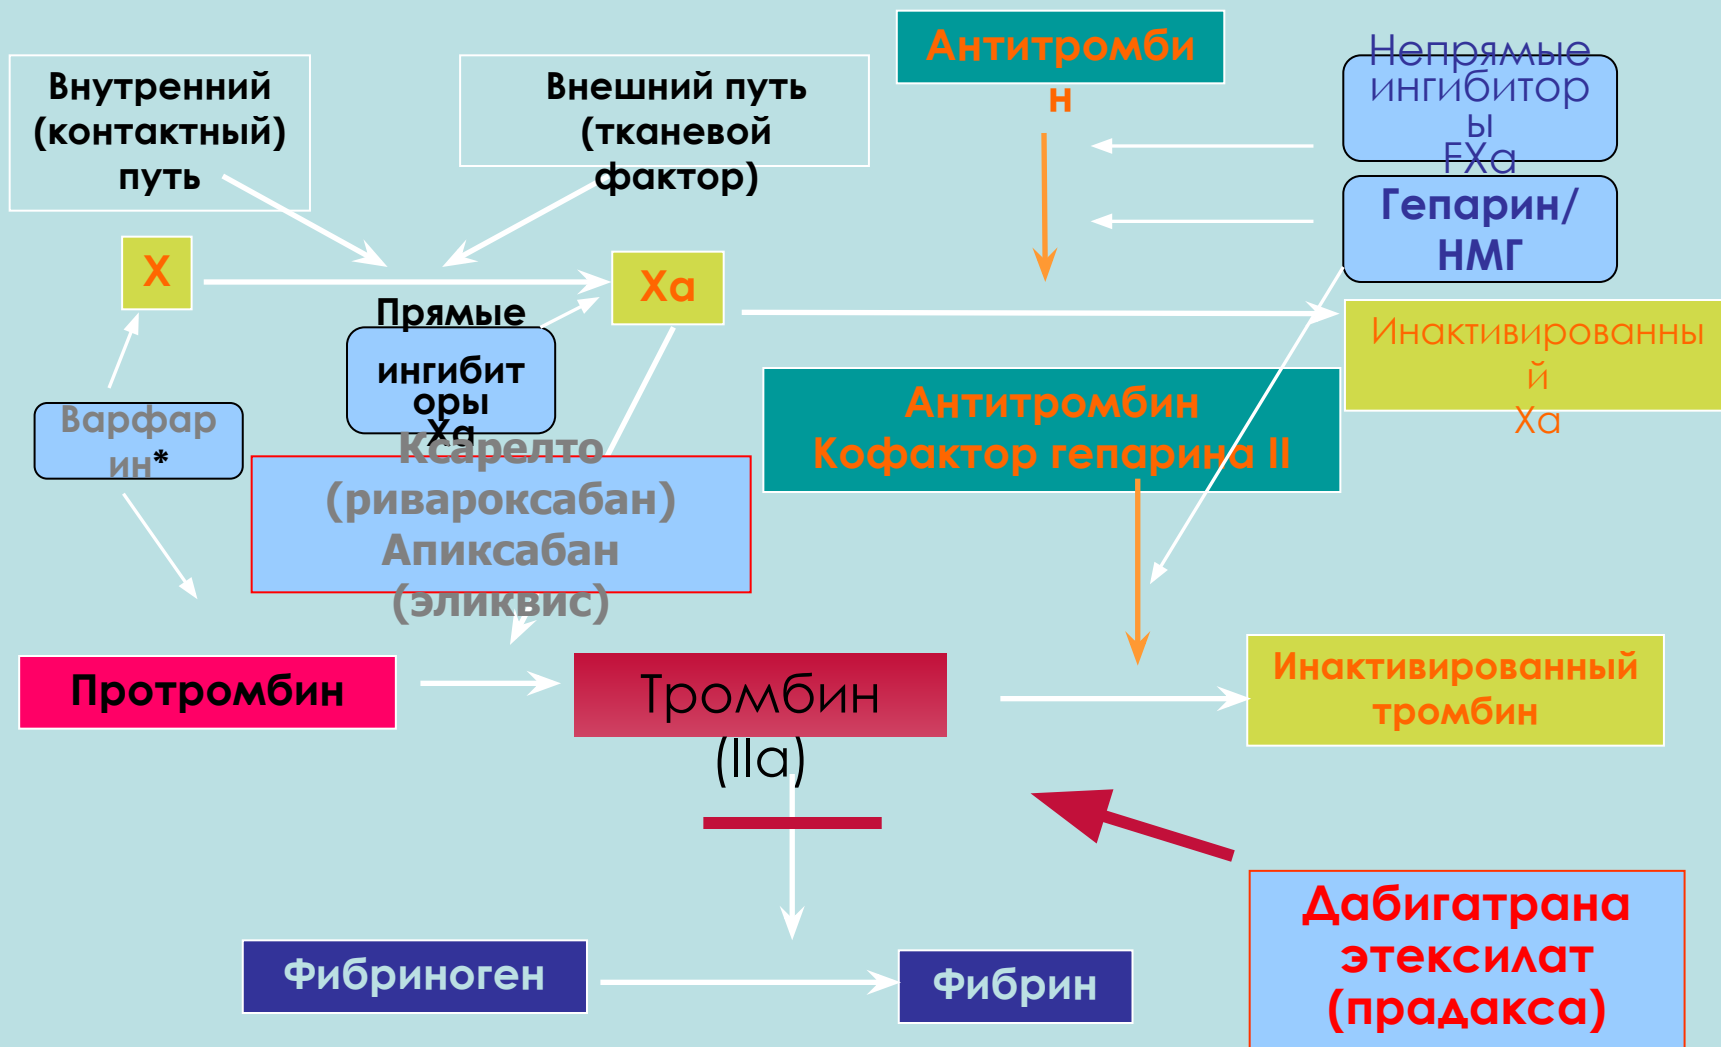 Внутренний
(контактный)
путь
Внешний путь
(тканевой
фактор)
Антитромби
н
Непрямые
ингибитор
ы
FXa
Гепарин/
НМГ
X
Xa
Прямые
ингибит
оры
Xa
Инактивированны
й
Xa
Варфар
ин*
Ксарелто
(ривароксабан)
Апиксабан
(эликвис)
Антитромбин
Кофактор гепарина II
Протромбин
Тромбин
(IIa)
Инактивированный
тромбин
Фибриноген
Фибрин
Дабигатрана
этексилат
(прадакса)